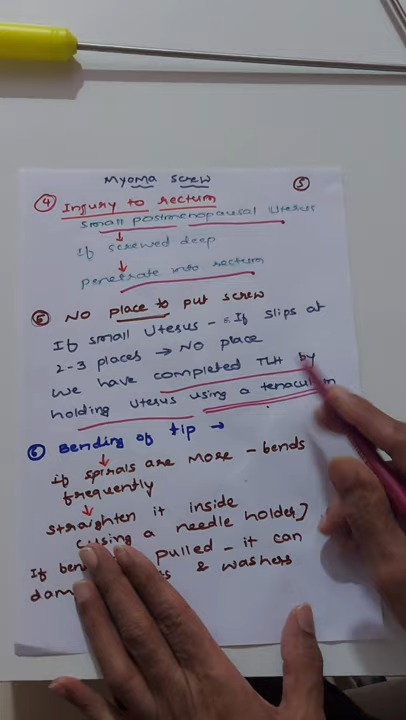 Myoma screw
③
④ Injury to rectum
small postmenopausal uterus
if screwed deep
penetrate into rectum
⑤ No place to put screw
If small uterus - If slips at
2-3 places → No place
We have completed TLH by
holding uterus using a tenaculum
⑥ Bending of tip →
if spirals are more - bends
frequently
straighten it inside
(using a needle holder)
If pulled - it can
& washers